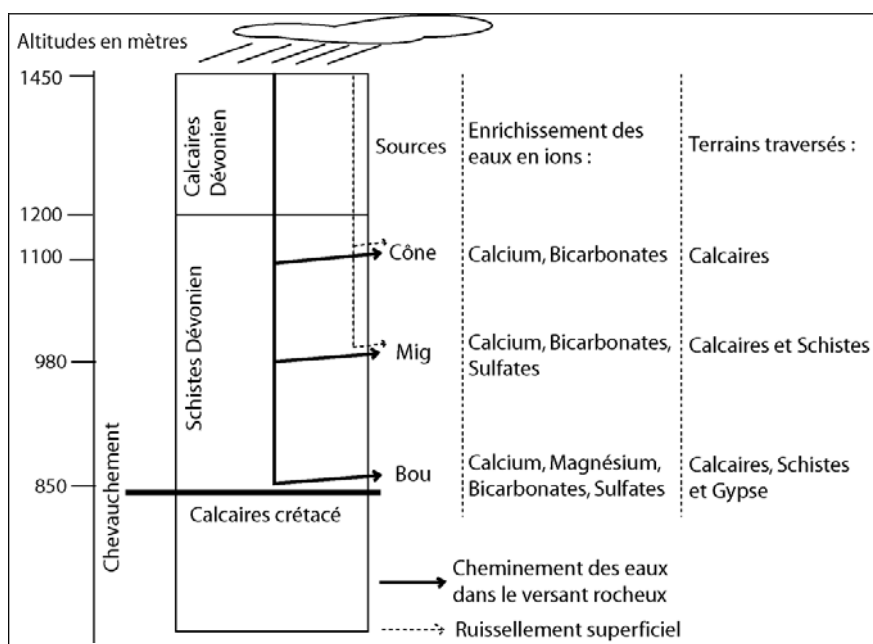 Altitudes en mètres
1450
1200
1100
980
850
Chevauchement
Calcaires
Dévonien
Schistes Dévonien
Calcaires crétacé
Sources
Enrichissement des
eaux en ions :
Terrains traversés :
Cône
Calcium, Bicarbonates
Calcaires
Mig
Calcium, Bicarbonates,
Sulfates
Calcaires et Schistes
Bou
Calcium, Magnésium,
Bicarbonates, Sulfates
Calcaires, Schistes
et Gypse
Cheminement des eaux
dans le versant rocheux
Ruissellement superficiel